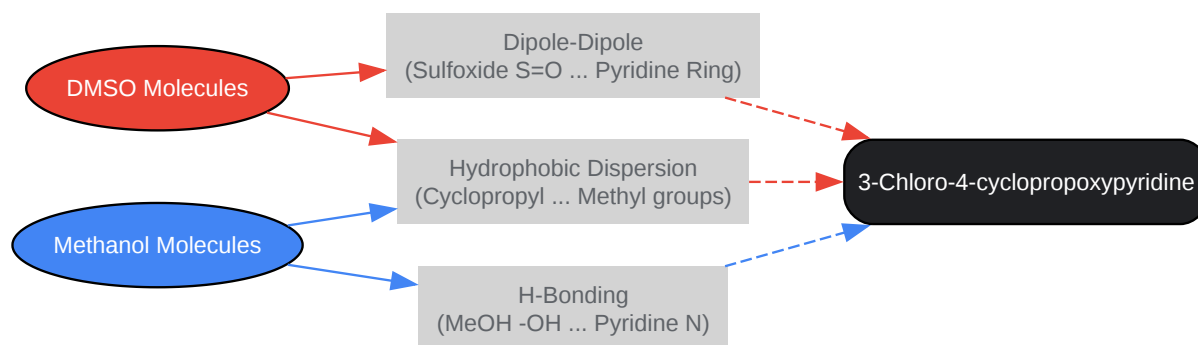 DMSO Molecules
Dipole-Dipole
(Sulfoxide S=O ... Pyridine Ring)
Hydrophobic Dispersion
(Cyclopropyl ... Methyl groups)
3-Chloro-4-cyclopropoxypyridine
Methanol Molecules
H-Bonding
(MeOH -OH ... Pyridine N)